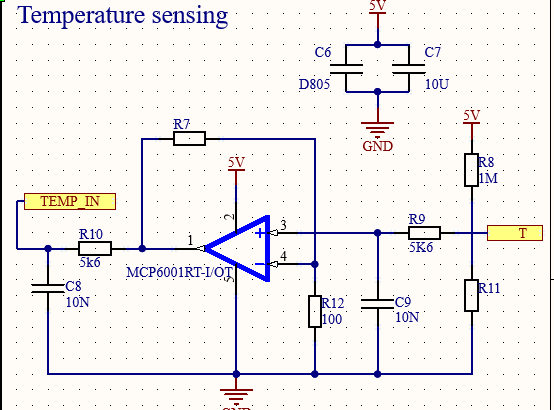 Temperature sensing
5V
C6
C7
D805
10U
GND
R7
5V
5V
R8
1M
TEMP_IN
2
3
R9
T
R10
1
5K6
5k6
4
MCP6001RT-I/OT
5
C8
10N
R12
100
C9
10N
R11
GND